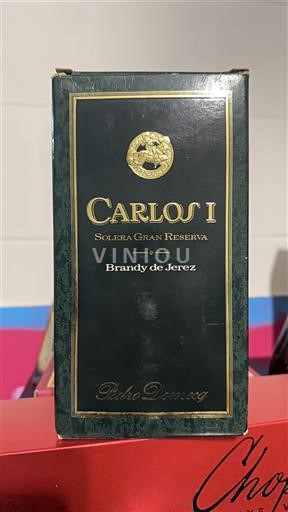 CARLOS I
SOLERA GRAN RESERVA
VINIOU
Brandy de Jerez
Pedro Domecq
Chop